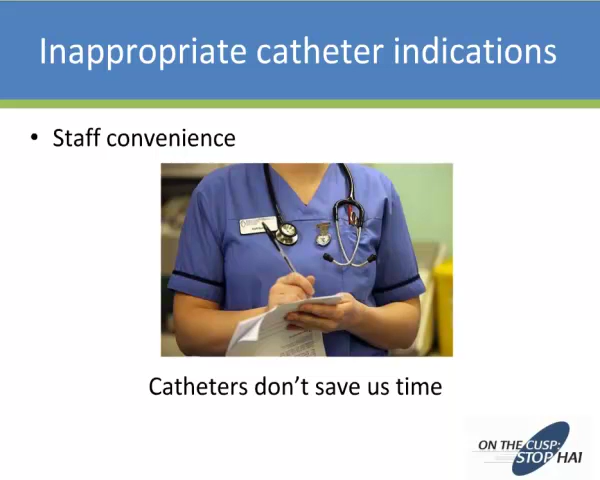 Inappropriate catheter indications
• Staff convenience
Catheters don't save us time
ON THE CUSP:
STOP HAI